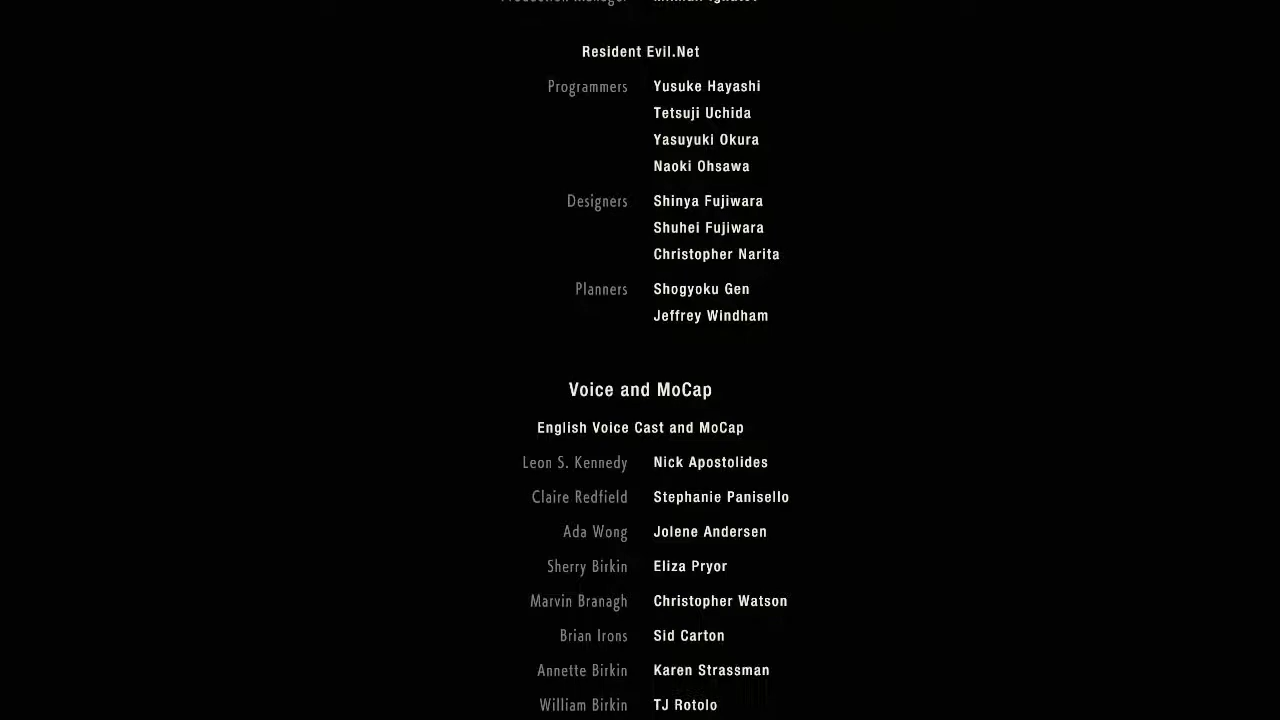 Production Manager
Resident Evil.Net
Programmers Yusuke Hayashi
Tetsuji Uchida
Yasuyuki Okura
Naoki Ohsawa
Designers Shinya Fujiwara
Shuhei Fujiwara
Christopher Narita
Planners Shogyoku Gen
Jeffrey Windham
Voice and MoCap
English Voice Cast and MoCap
Leon S. Kennedy Nick Apostolides
Claire Redfield Stephanie Panisello
Ada Wong Jolene Andersen
Sherry Birkin Eliza Pryor
Marvin Branagh Christopher Watson
Brian Irons Sid Carton
Annette Birkin Karen Strassman
William Birkin TJ Rotolo